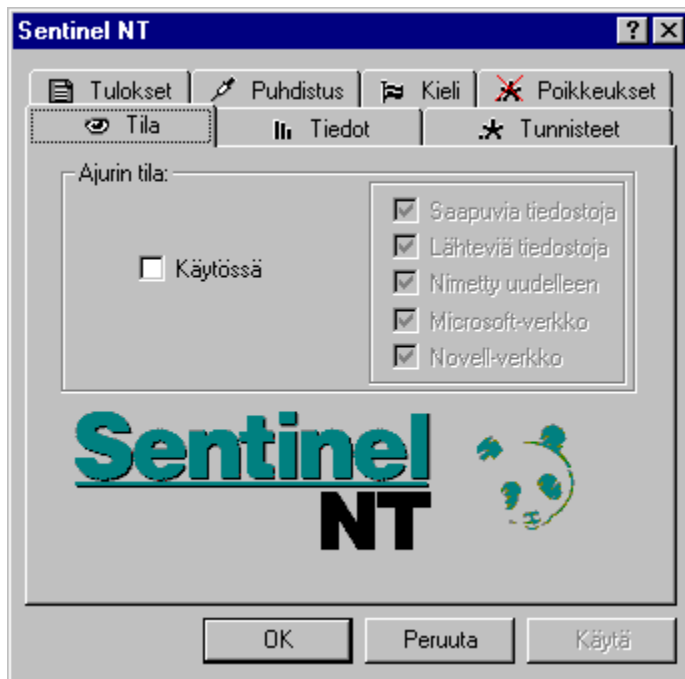 Sentinel NT
Tulokset Puhdistus Kieli Poikkeukset
Tila Tiedot Tunnisteet
Ajurin tila:
Käytössä
Saapuvia tiedostoja
Lähteviä tiedostoja
Nimetty uudelleen
Microsoft-verkko
Novell-verkko
Sentinel
NT
OK Peruuta Käytä